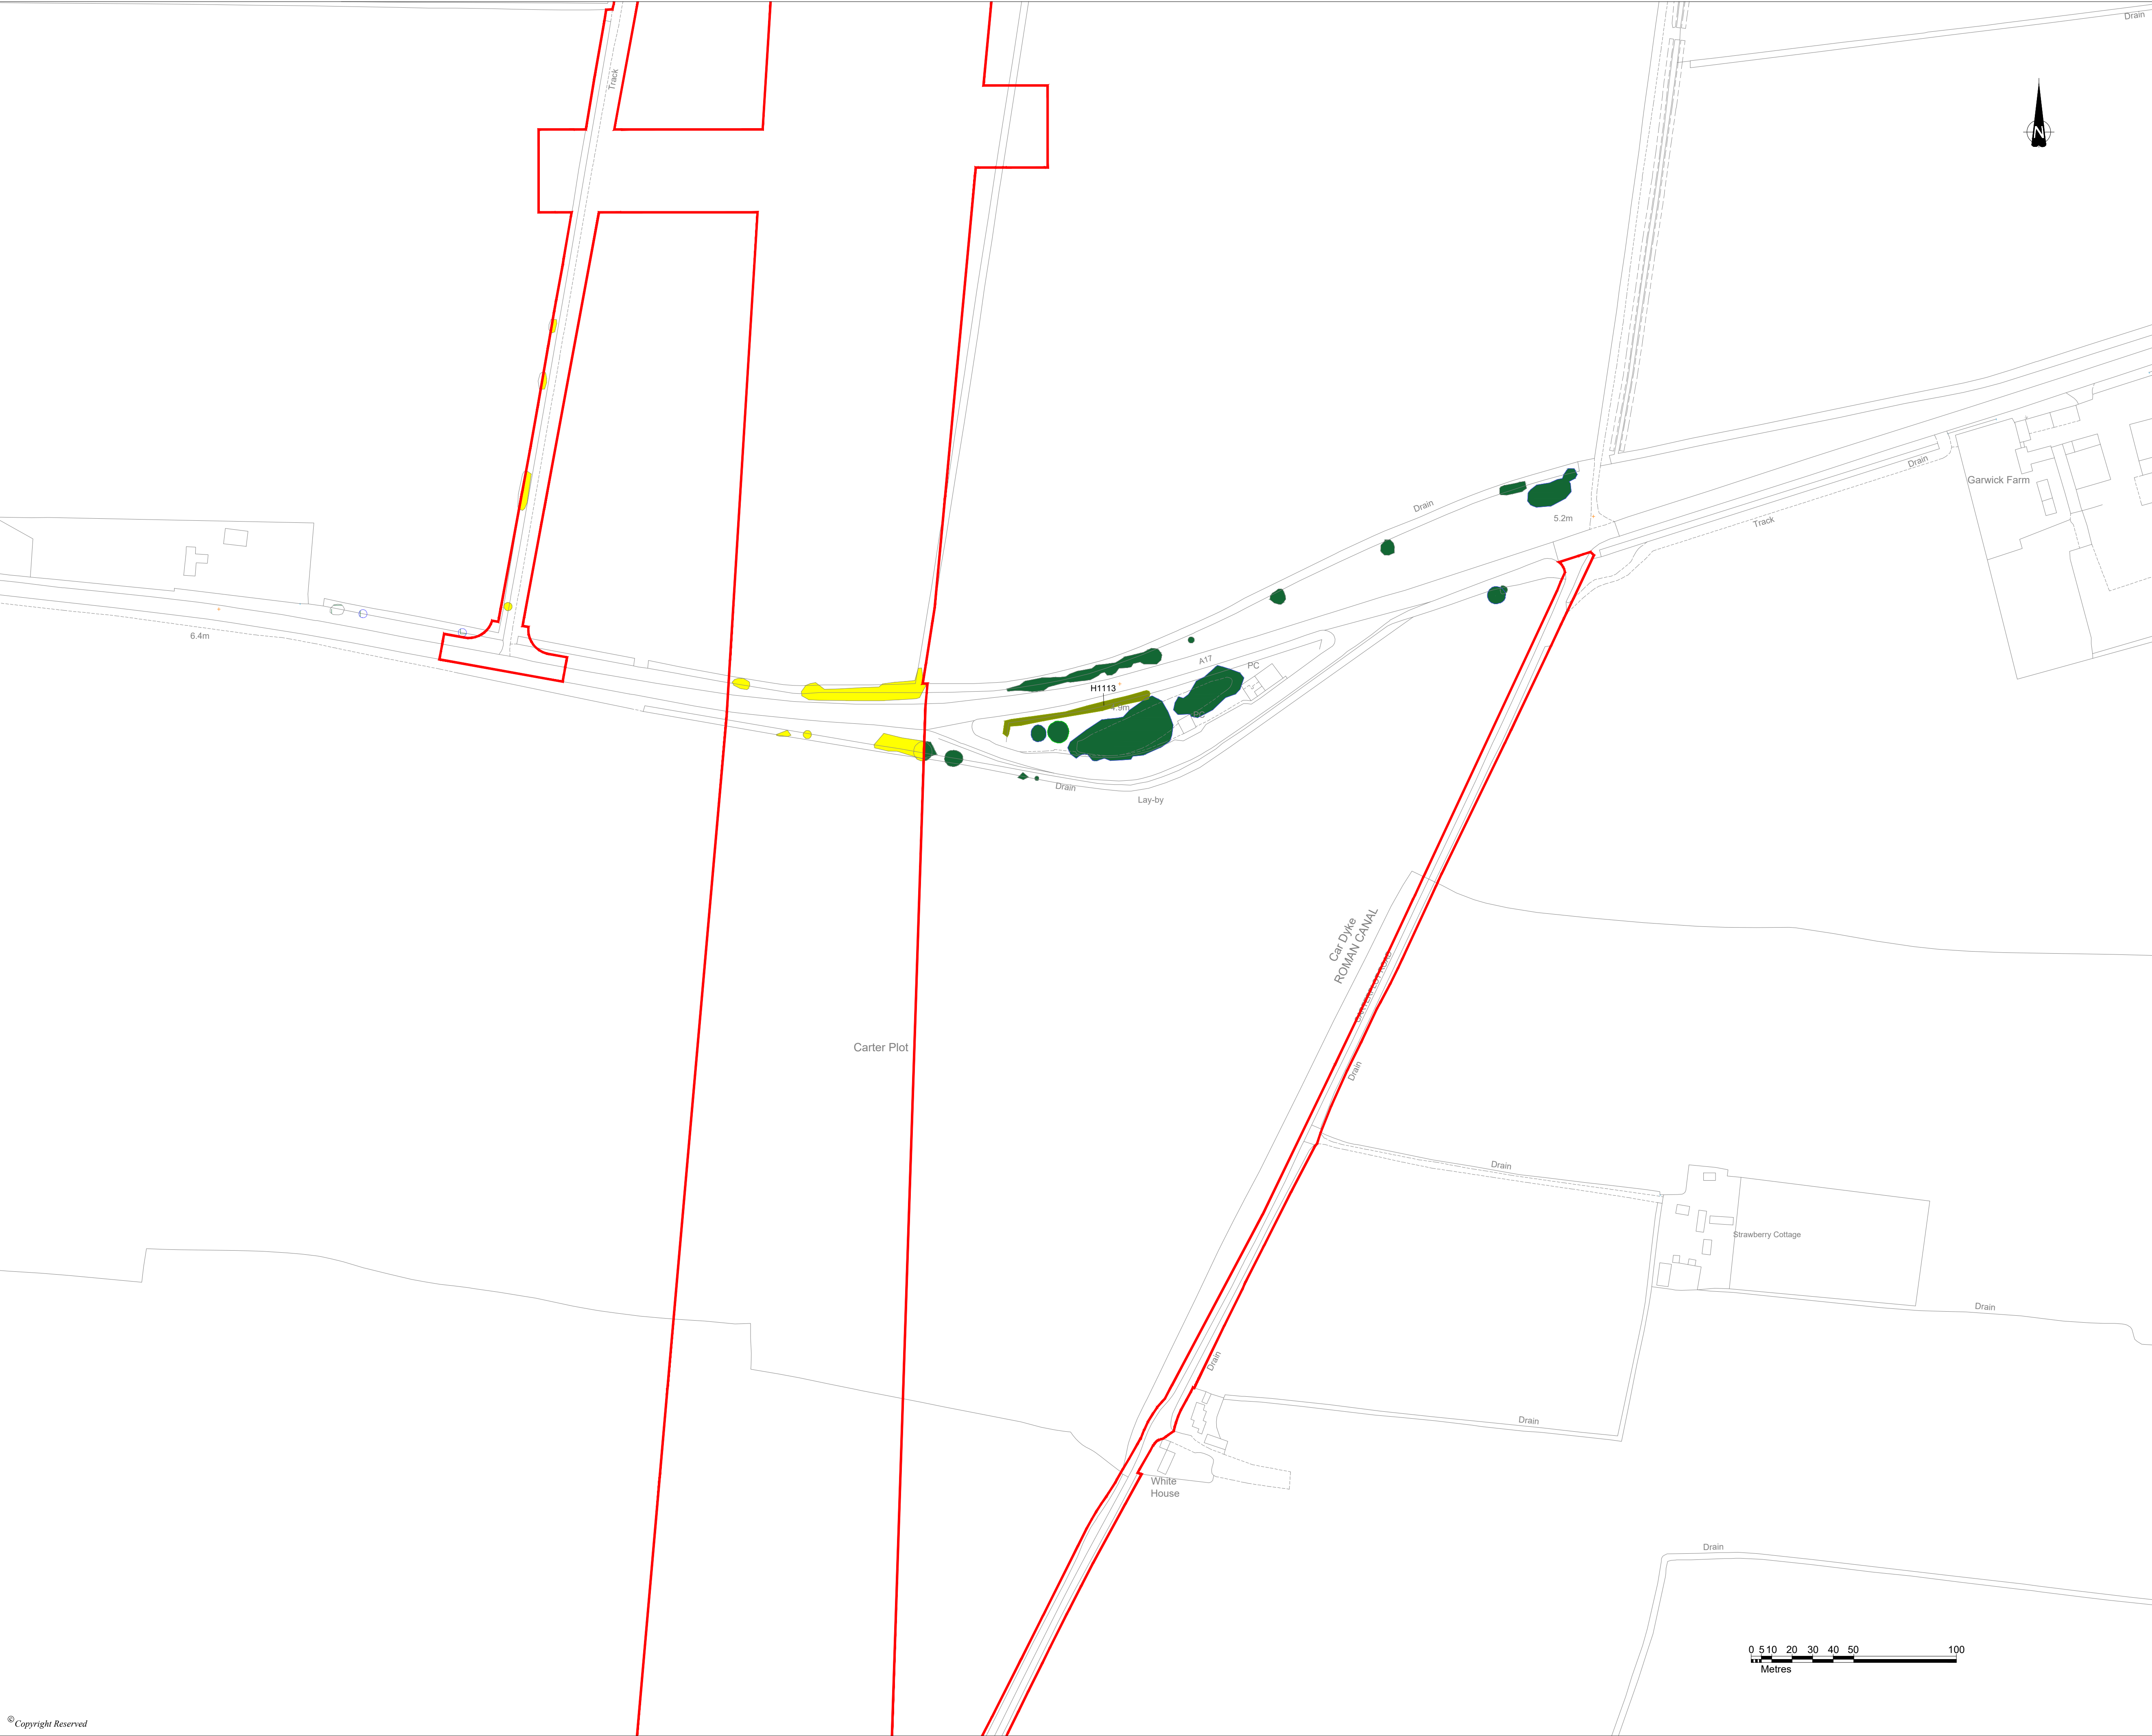 Drain
Track
N
Drain
Garwick Farm
Drain
5.2m
Track
6.4m
A17
PC
H1113
Drain
Lay-by
Car Dyke
ROMAN CANAL
Carter Plot
Drain
Drain
Strawberry Cottage
Drain
Drain
Drain
White
House
Drain
0 5 10 20 30 40 50 100
Metres
© Copyright Reserved